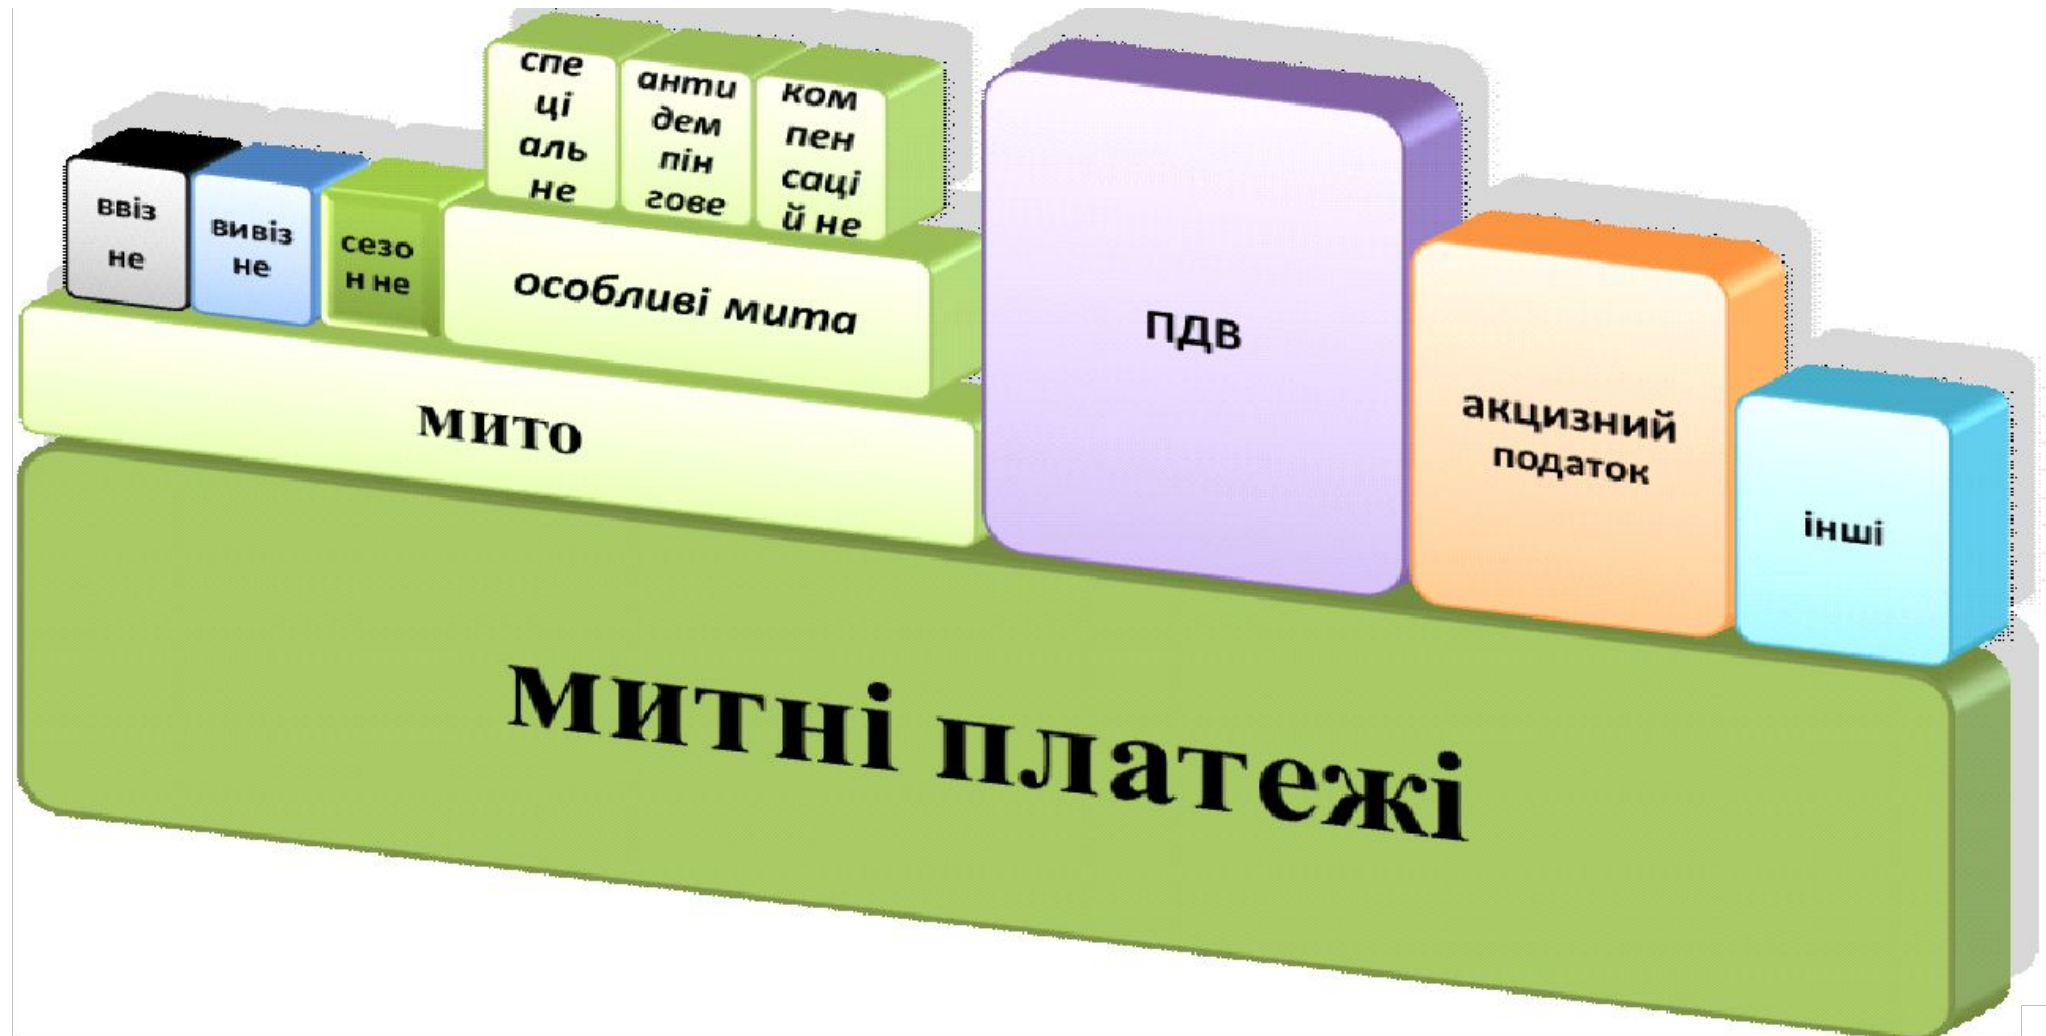 спе
ці
аль
не
анти
дем
пін
гове
ком
пен
саці
й не
ввіз
не
вивіз
не
сезо
н не
особливі мита
мито
ПДВ
акцизний
податок
інші
митні платежі